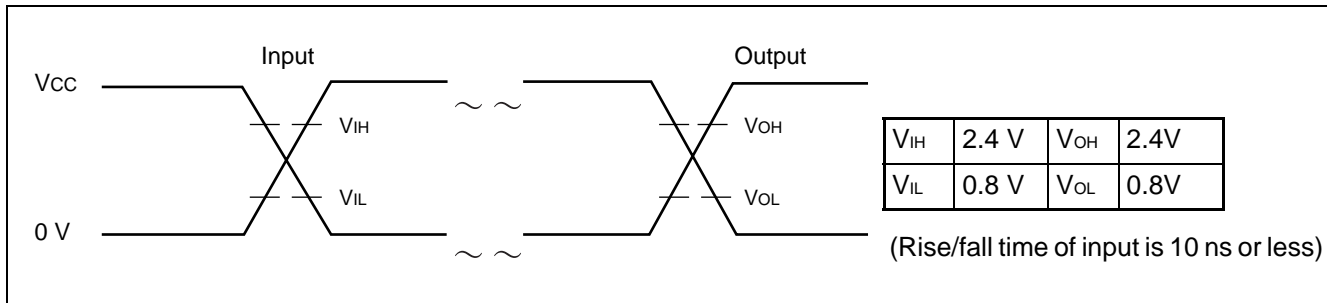 Input Output
VCC
VIH VOH
VIH 2.4 V VOH 2.4V
VIL 0.8 V VOL 0.8V
VIL VOL
0 V
(Rise/fall time of input is 10 ns or less)